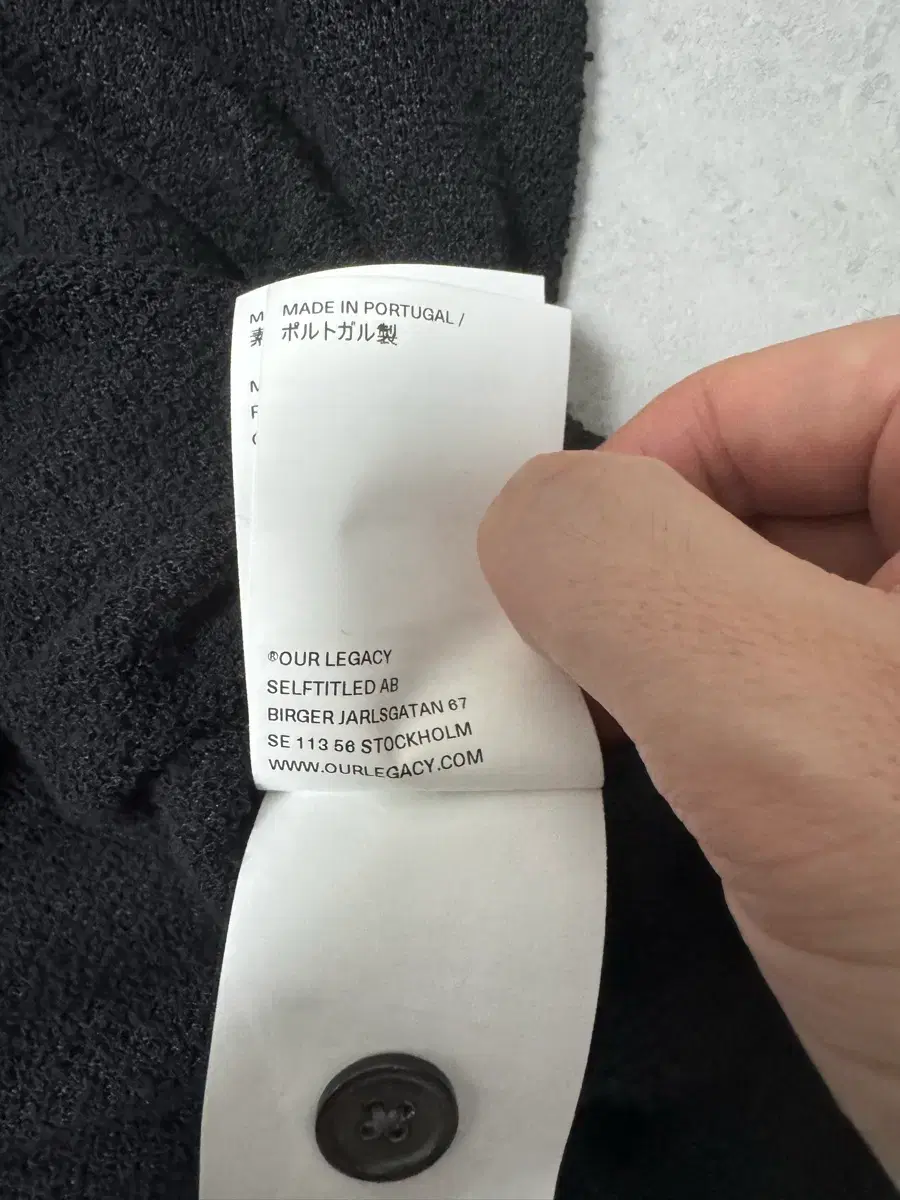 MADE IN PORTUGAL /
ポルトガル製
M
素
®OUR LEGACY
SELFTITLED AB
BIRGER JARLSGATAN 67
SE 113 56 STOCKHOLM
WWW.OURLEGACY.COM